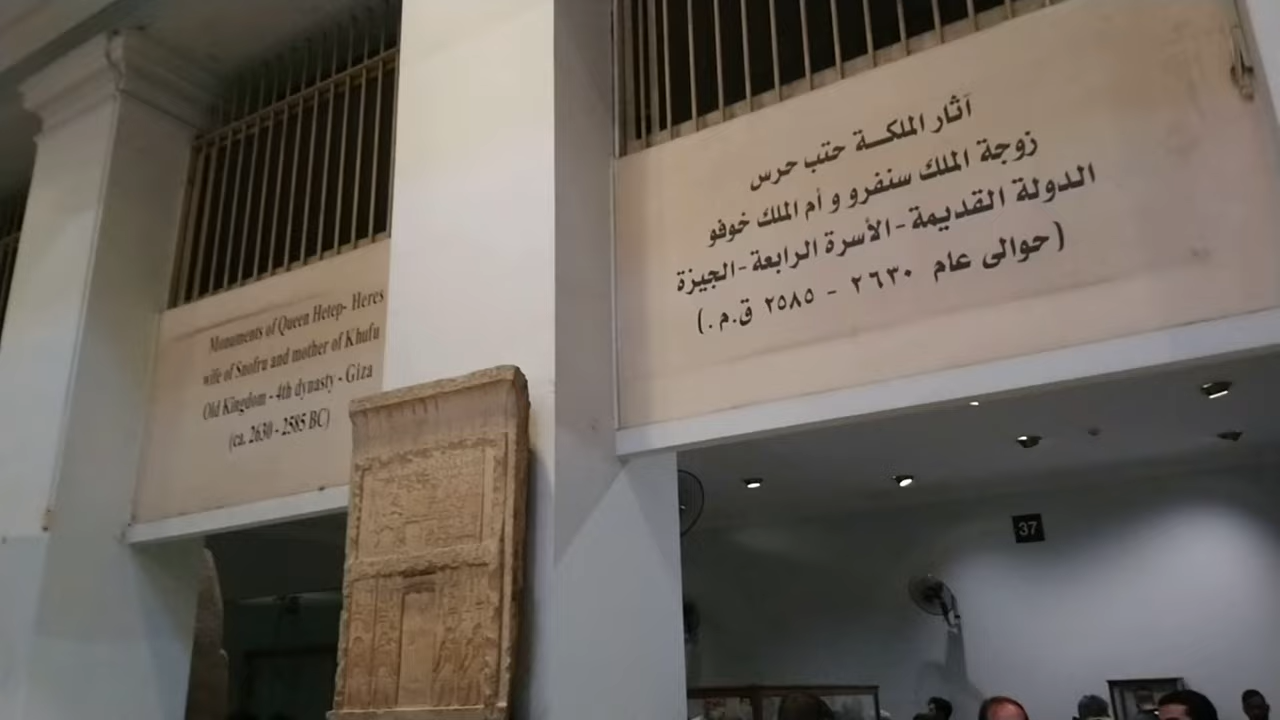 Monuments of Queen Hetep- Heres
wife of Snofru and mother of Khufu
Old Kingdom - 4th dynasty - Giza
(ca. 2630 - 2585 BC)
آثار الملكـــة حتب حرس
زوجة الملك سنفرو و أم الملك خوفو
الدولة القديمة - الأسرة الرابعة - الجيزة
(حوالى عام ٢٦٣٠ - ٢٥٨٥ ق.م.)
37